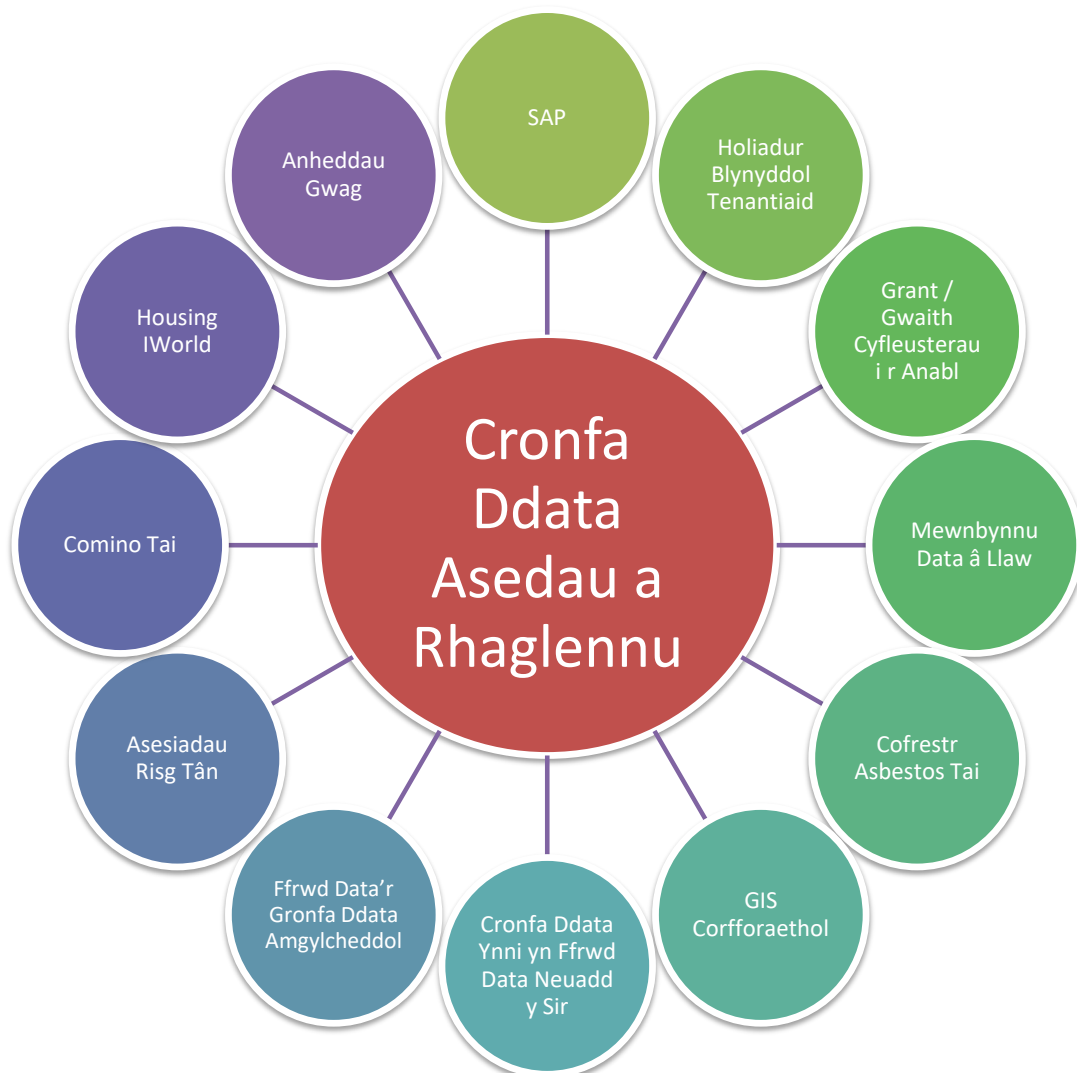 SAP
Holiadur
Blynyddol
Tenantiaid
Grant /
Gwaith
Cyfleusterau
i r Anabl
Mewnbynnu
Data â Llaw
Cofrestr
Asbestos Tai
GIS
Corfforaethol
Cronfa Ddata
Ynni yn Ffrwd
Data Neuadd
y Sir
Ffrwd Data’r
Gronfa Ddata
Amgylcheddol
Asesiadau
Risg Tân
Comino Tai
Housing
IWorld
Anheddau
Gwag
Cronfa
Ddata
Asedau a
Rhaglennu